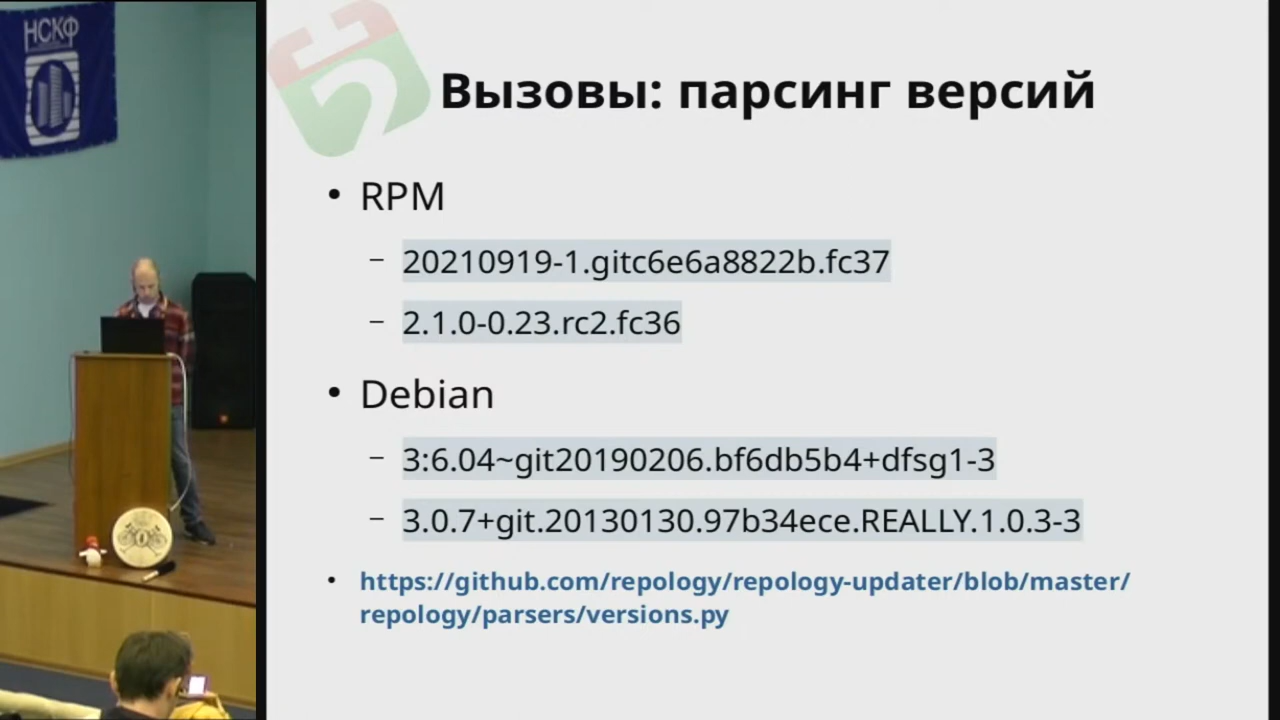 НСКФ
Вызовы: парсинг версий
RPM
20210919-1.gitc6e6a8822b.fc37
2.1.0-0.23.rc2.fc36
Debian
3:6.04~git20190206.bf6db5b4+dfsg1-3
3.0.7+git.20130130.97b34ece.REALLY.1.0.3-3
https://github.com/repology/repology-updater/blob/master/
repology/parsers/versions.py